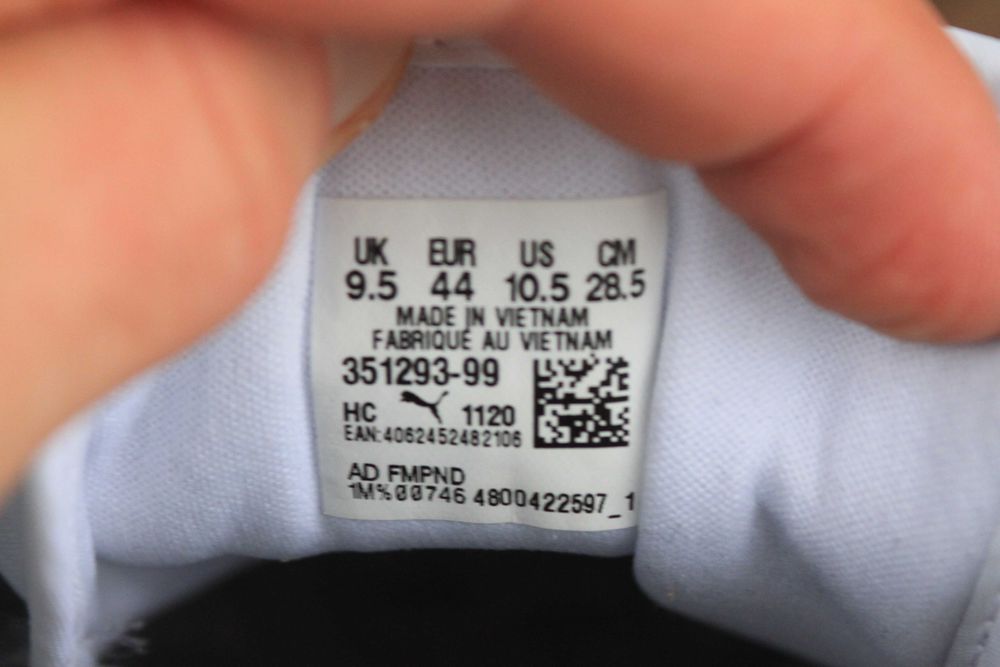 UK EUR US CM
9.5 44 10.5 28.5
MADE IN VIETNAM
FABRIQUÉ AU VIETNAM
351293-99
HC 1120
EAN:4062452482106
AD FMPND
1M%00746 4800422597_1